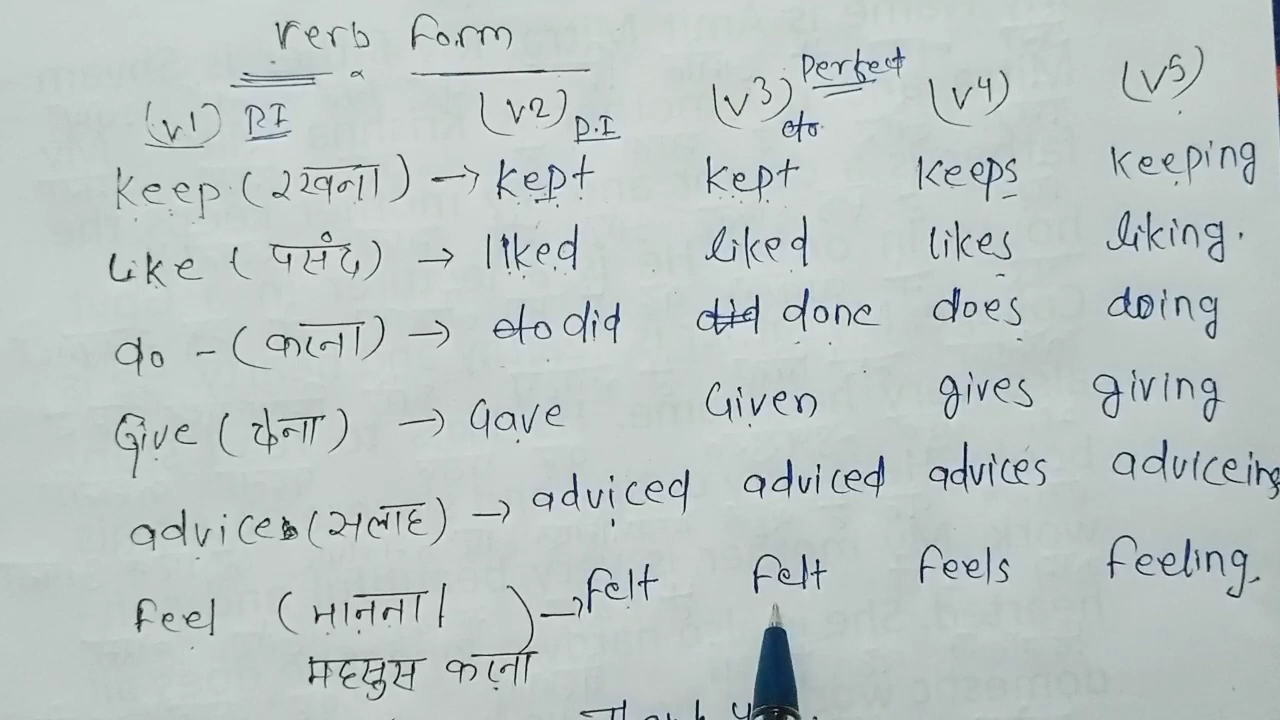 verb form
(v1) P.I (v2) P.I (v3) Perfect etc. (v4) (v5)
Keep (रखना) → kept kept keeps keeping
Like (पसंद) → liked liked likes liking.
do - (करना) → did done does doing
Give (देना) → Gave Given gives giving
advice (सलाह) → adviced adviced advices adviceing
feel (मानना/ महसुस करना) → felt felt feels feeling.